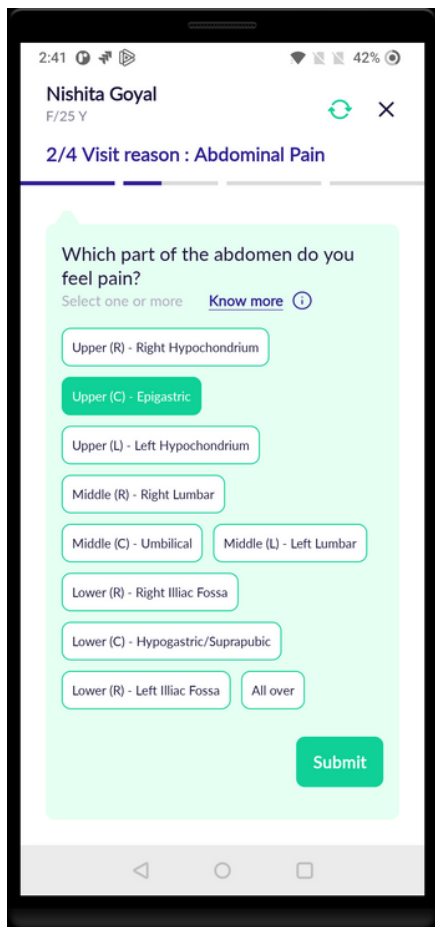 2:41 42%
Nishita Goyal
F/25 Y
2/4 Visit reason : Abdominal Pain
Which part of the abdomen do you
feel pain?
Select one or more Know more
Upper (R) - Right Hypochondrium
Upper (C) - Epigastric
Upper (L) - Left Hypochondrium
Middle (R) - Right Lumbar
Middle (C) - Umbilical Middle (L) - Left Lumbar
Lower (R) - Right Illiac Fossa
Lower (C) - Hypogastric/Suprapubic
Lower (R) - Left Illiac Fossa All over
Submit